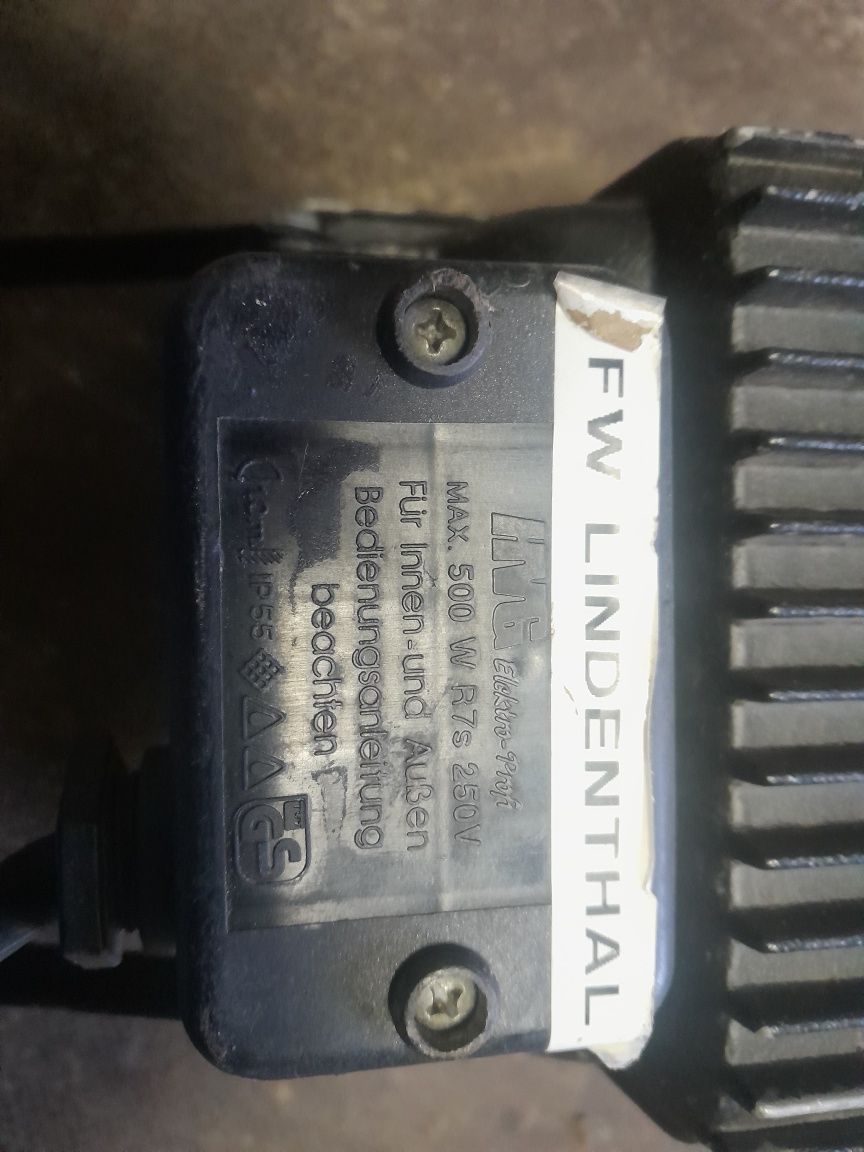 FW LINDENTHAL
Elektro-Profi
MAX. 500 W R7s 250V
Für Innen-und Außen
Bedienungsanleitung
beachten
IP55 GS